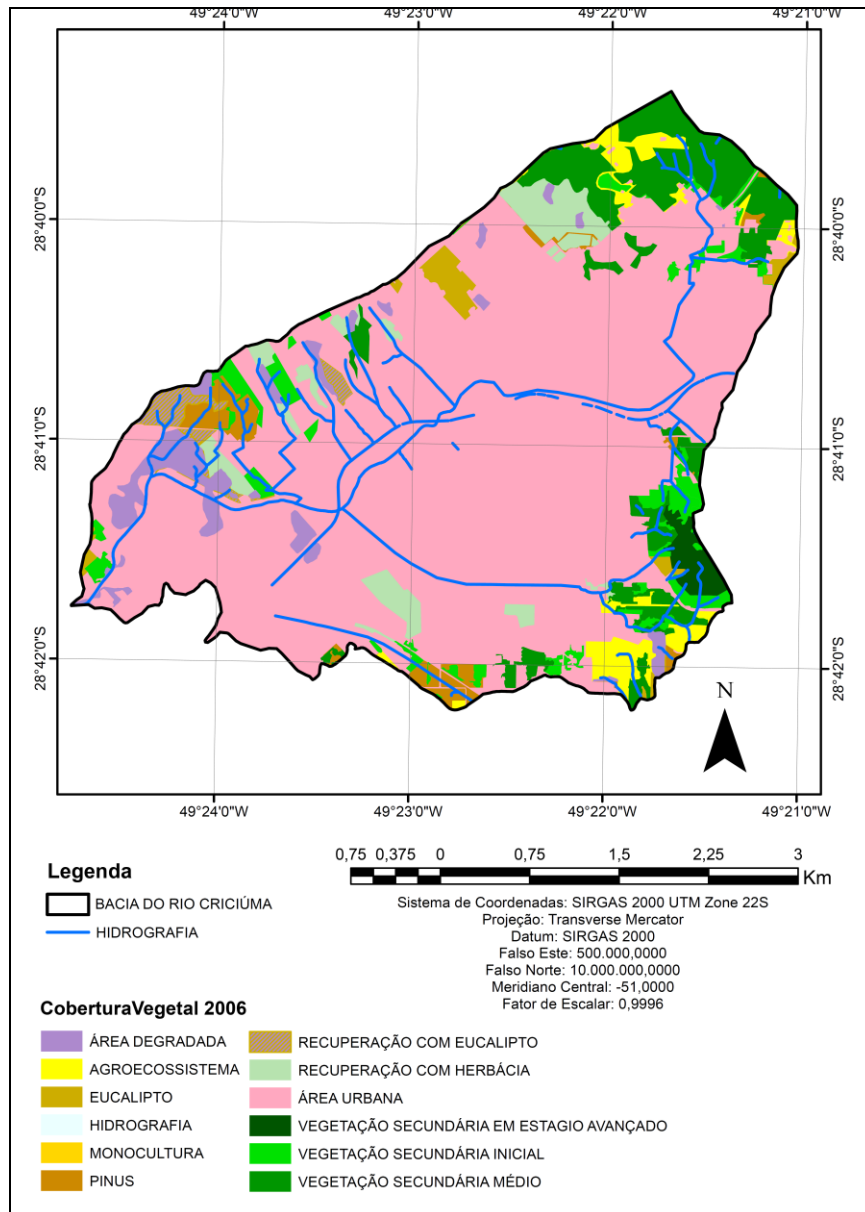 49°24'0"W 49°23'0"W 49°22'0"W 49°21'0"W
28°40'0"S 28°40'0"S
28°41'0"S 28°41'0"S
28°42'0"S 28°42'0"S
N
49°24'0"W 49°23'0"W 49°22'0"W 49°21'0"W
0,75 0,375 0 0,75 1,5 2,25 3
Km
Legenda
BACIA DO RIO CRICIÚMA
HIDROGRAFIA
Sistema de Coordenadas: SIRGAS 2000 UTM Zone 22S
Projeção: Transverse Mercator
Datum: SIRGAS 2000
Falso Este: 500.000,0000
Falso Norte: 10.000.000,0000
Meridiano Central: -51,0000
Fator de Escalar: 0,9996
CoberturaVegetal 2006
ÁREA DEGRADADA
AGROECOSSISTEMA
EUCALIPTO
HIDROGRAFIA
MONOCULTURA
PINUS
RECUPERAÇÃO COM EUCALIPTO
RECUPERAÇÃO COM HERBÁCIA
ÁREA URBANA
VEGETAÇÃO SECUNDÁRIA EM ESTAGIO AVANÇADO
VEGETAÇÃO SECUNDÁRIA INICIAL
VEGETAÇÃO SECUNDÁRIA MÉDIO